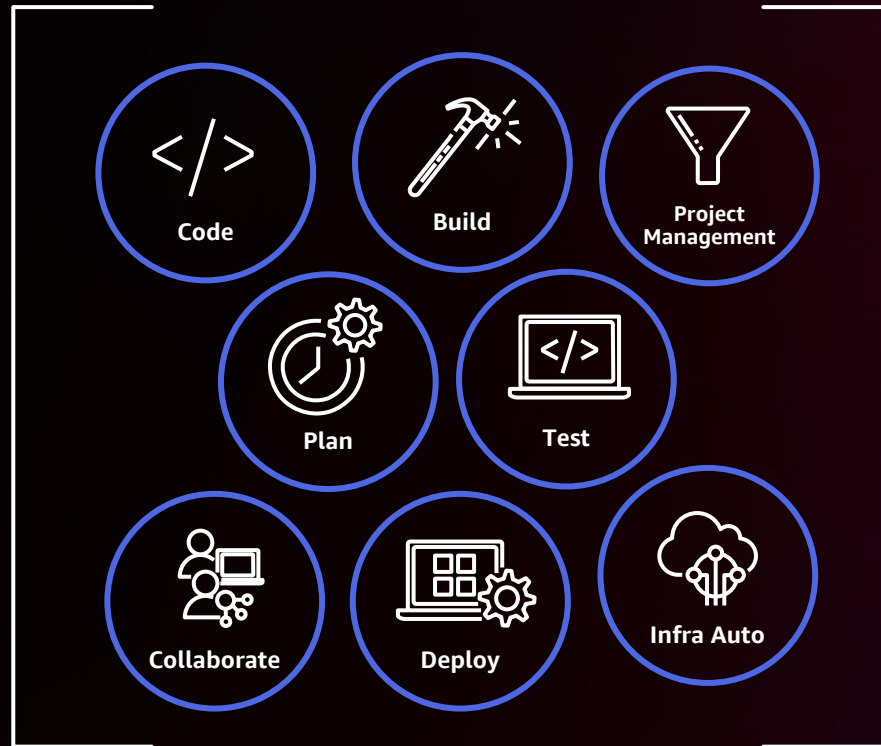 </>
Code
Build
Project
Management
Plan
</>
Test
Collaborate
Deploy
Infra Auto